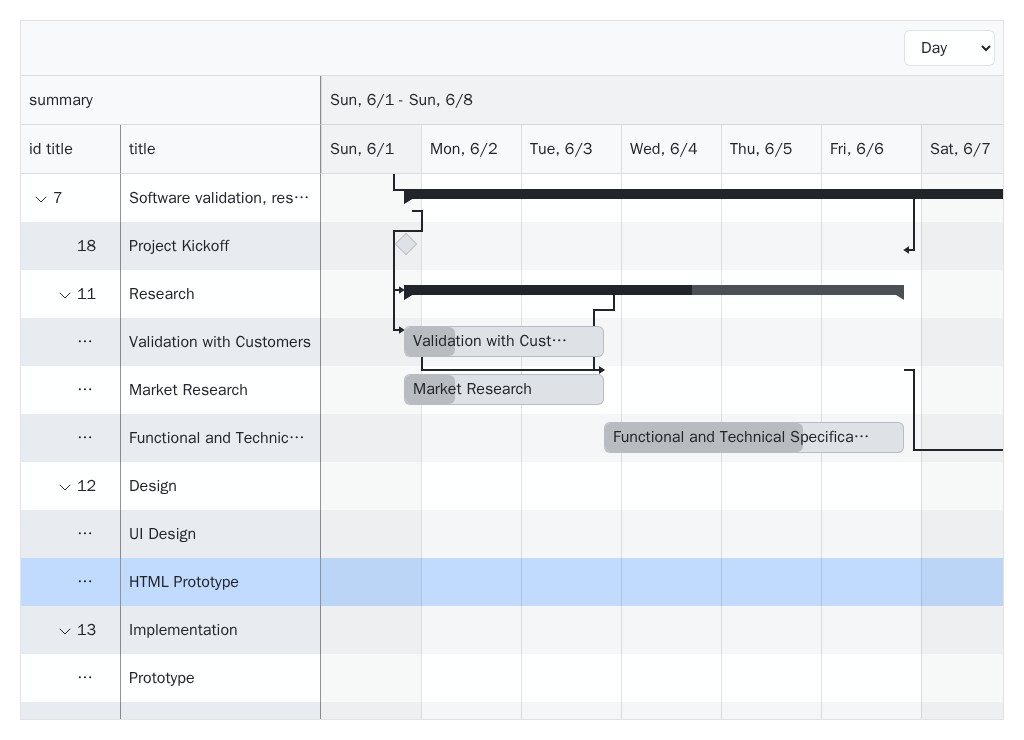 Day
summary
Sun, 6/1 - Sun, 6/8
id title
title
Sun, 6/1
Mon, 6/2
Tue, 6/3
Wed, 6/4
Thu, 6/5
Fri, 6/6
Sat, 6/7
7 Software validation, res⋯
18 Project Kickoff
11 Research
⋯ Validation with Customers
Validation with Cust⋯
⋯ Market Research
Market Research
⋯ Functional and Technic⋯
Functional and Technical Specifica⋯
12 Design
⋯ UI Design
⋯ HTML Prototype
13 Implementation
⋯ Prototype